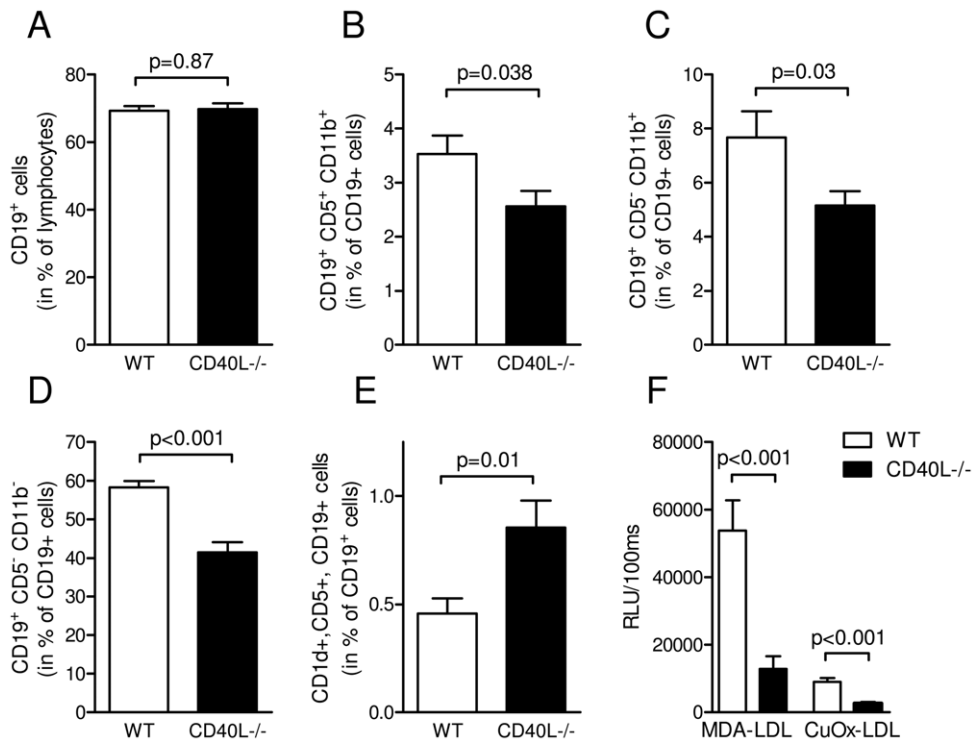 A
p=0.87
CD19⁺ cells
(in % of lymphocytes)
80
60
40
20
0
WT CD40L-/-
B
p=0.038
CD19⁺ CD5⁺ CD11b⁺
(in % of CD19+ cells)
5
4
3
2
1
0
WT CD40L-/-
C
p=0.03
CD19⁺ CD5⁻ CD11b⁺
(in % of CD19+ cells)
10
8
6
4
2
0
WT CD40L-/-
D
p<0.001
CD19⁺ CD5⁻ CD11b⁻
(in % of CD19+ cells)
70
60
50
40
30
20
10
0
WT CD40L-/-
E
p=0.01
CD1d+,CD5+, CD19+ cells
(in % of CD19⁺ cells)
1.0
0.5
0.0
WT CD40L-/-
F
WT
CD40L-/-
p<0.001
p<0.001
RLU/100ms
80000
60000
40000
20000
0
MDA-LDL CuOx-LDL